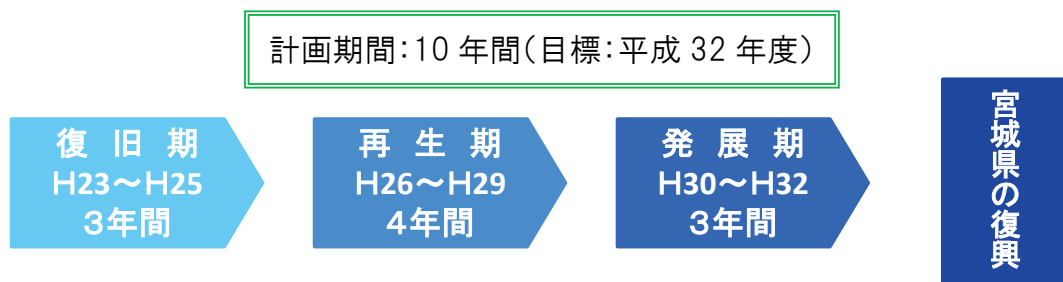 計画期間：10 年間（目標：平成 32 年度）
復 旧 期
H23～H25
３年間
再 生 期
H26～H29
４年間
発 展 期
H30～H32
３年間
宮城県の復興